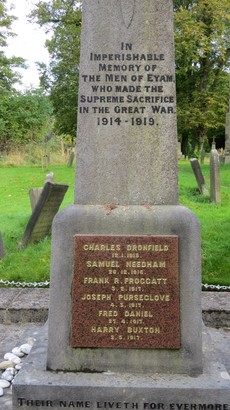 In
Imperishable
Memory of
the Men of Eyam
who made the
Supreme Sacrifice
in the Great War.
1914-1919.
CHARLES DRONFIELD
SAMUEL NEEDHAM
FRANK R. FROGGATT
JOSEPH PURSEGLOVE
FRED DANIEL
HARRY BUXTON
Their name liveth for evermore